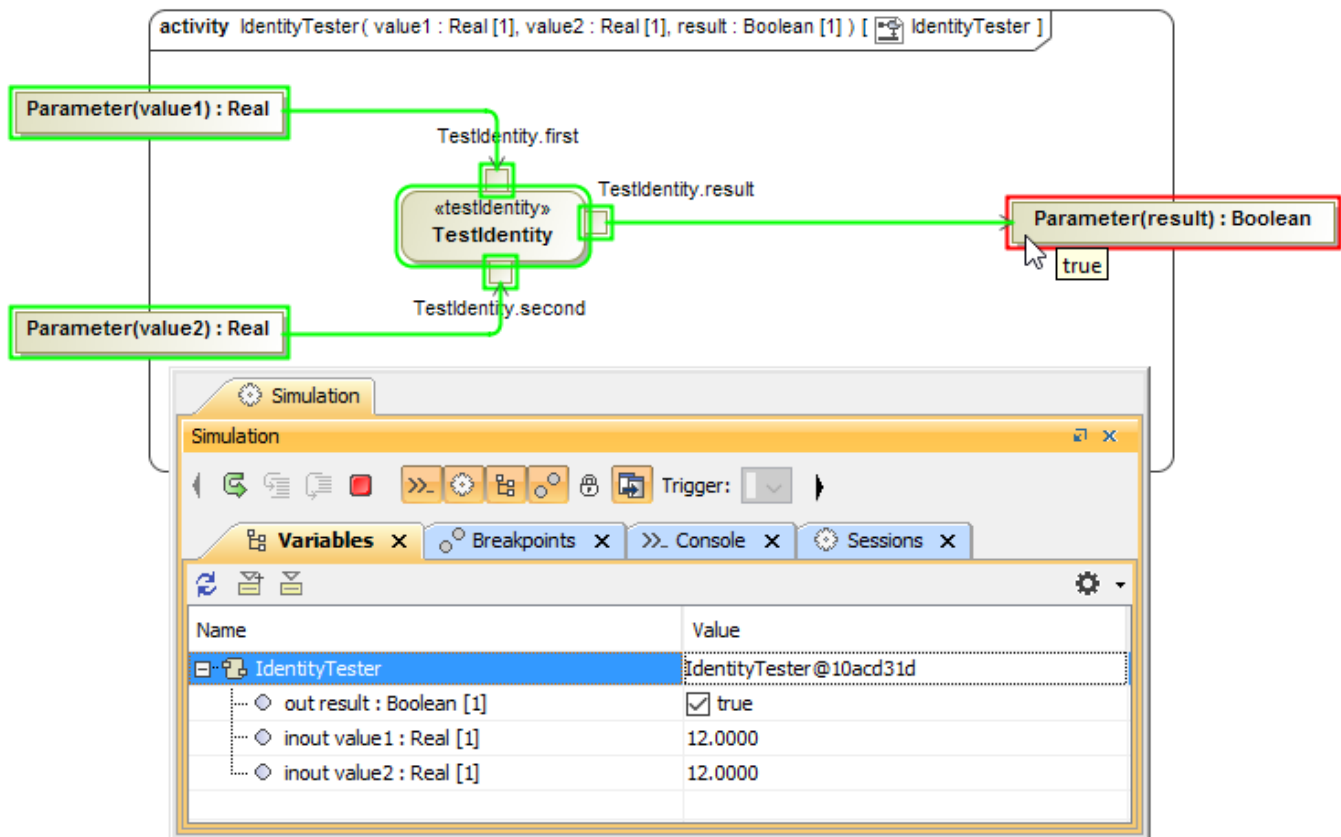 activity IdentityTester( value1 : Real [1], value2 : Real [1], result : Boolean [1] ) [ IdentityTester ]
Parameter(value1) : Real
TestIdentity.first
TestIdentity.result
«testIdentity»
TestIdentity
Parameter(result) : Boolean
true
TestIdentity.second
Parameter(value2) : Real
Simulation
Simulation
Trigger:
Variables
Breakpoints
Console
Sessions
Name Value
IdentityTester IdentityTester@10acd31d
out result : Boolean [1] true
inout value1 : Real [1] 12.0000
inout value2 : Real [1] 12.0000